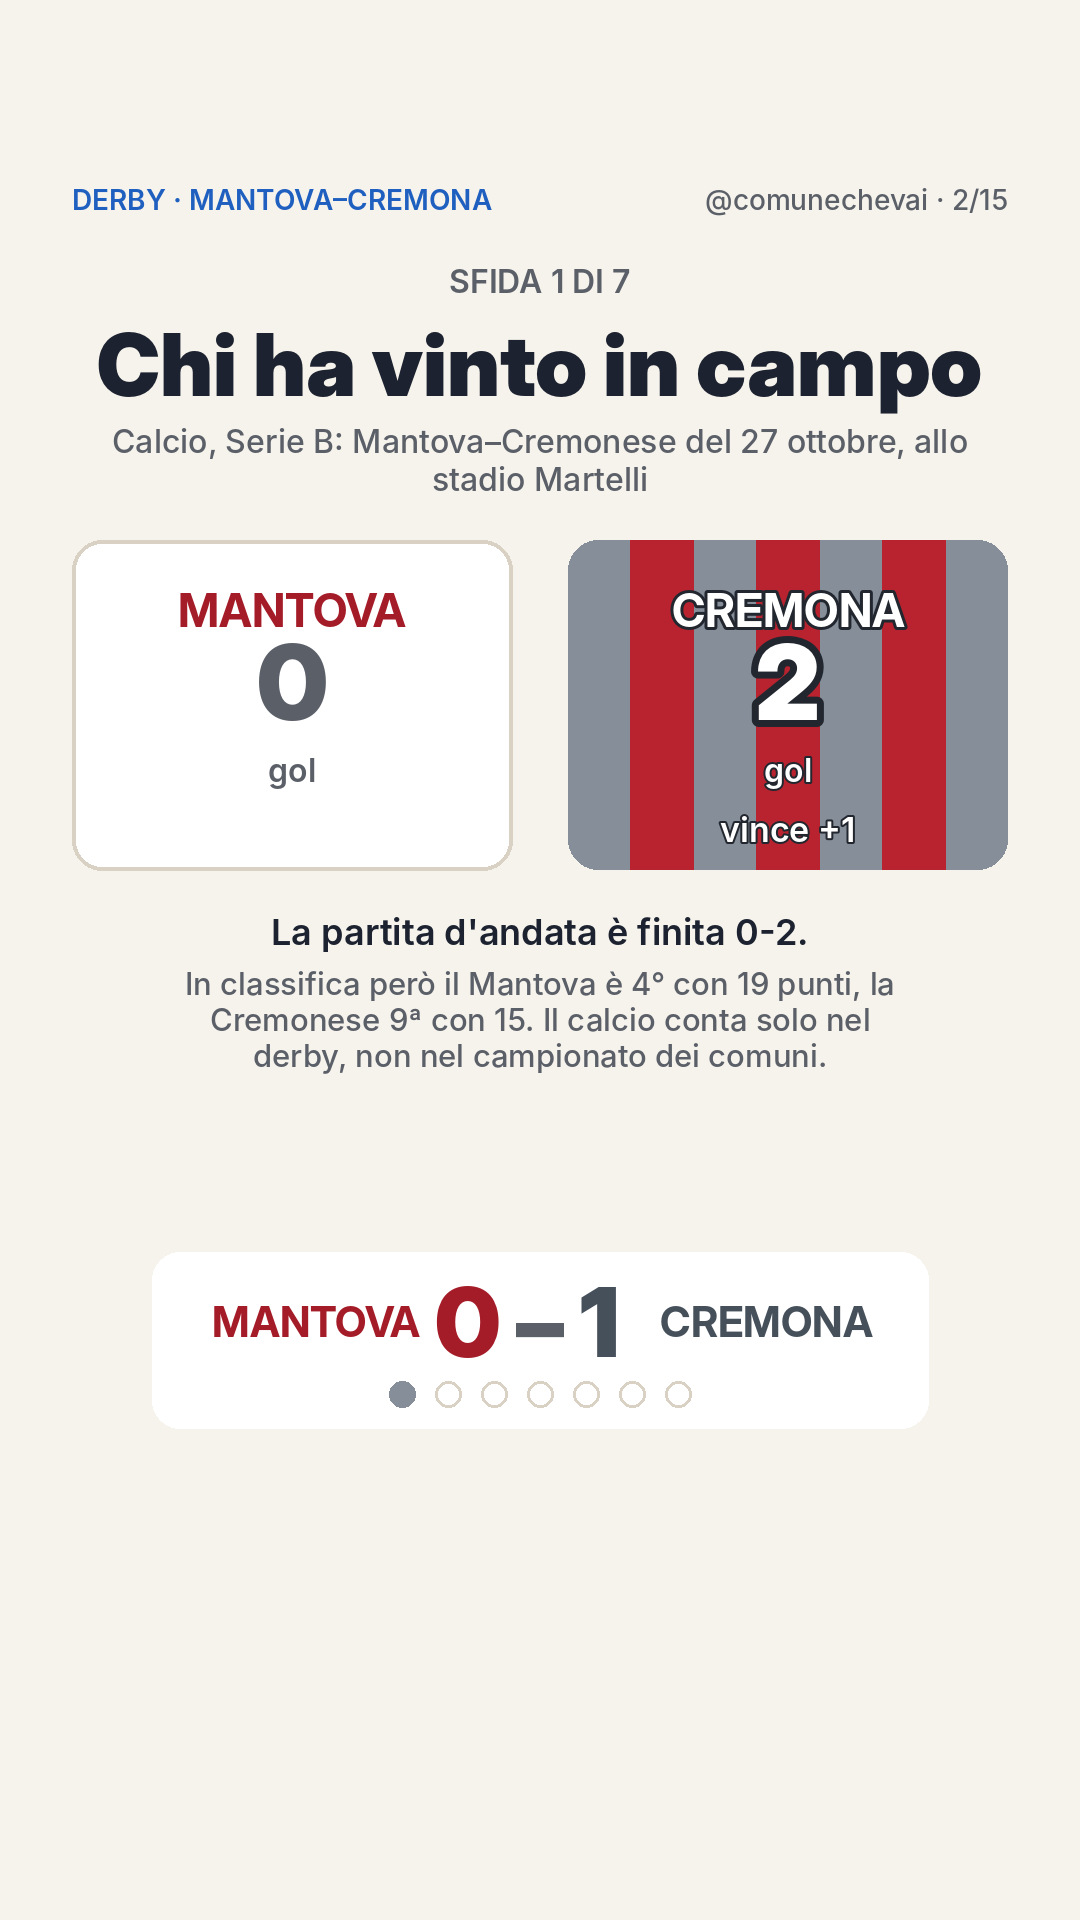 DERBY · MANTOVA–CREMONA
@comunechevai · 2/15
SFIDA 1 DI 7
Chi ha vinto in campo
Calcio, Serie B: Mantova–Cremonese del 27 ottobre, allo
stadio Martelli
MANTOVA
0
gol
CREMONA
2
gol
vince +1
La partita d'andata è finita 0-2.
In classifica però il Mantova è 4° con 19 punti, la
Cremonese 9ª con 15. Il calcio conta solo nel
derby, non nel campionato dei comuni.
MANTOVA 0 – 1 CREMONA